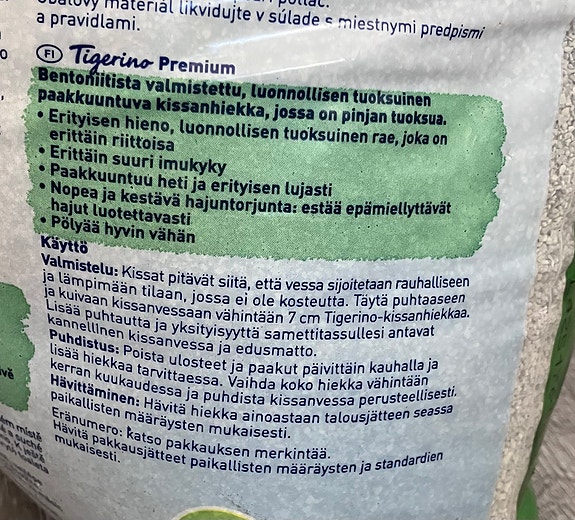 materiál likvidujte v súlade s miestnymi predpismi
a pravidlami.
FI Tigerino Premium
Bentoniitista valmistettu, luonnollisen tuoksuinen
paakkuuntuva kissanhiekka, jossa on pinjan tuoksua.
• Erityisen hieno, luonnollisen tuoksuinen rae, joka on
erittäin riittoisa
• Erittäin suuri imukyky
• Paakkuuntuu heti ja erityisen lujasti
• Nopea ja kestävä hajuntorjunta: estää epämiellyttävät
hajut luotettavasti
• Pölyää hyvin vähän
Käyttö
Valmistelu: Kissat pitävät siitä, että vessa sijoitetaan rauhalliseen
ja lämpimään tilaan, jossa ei ole kosteutta. Täytä puhtaaseen
ja kuivaan kissanvessaan vähintään 7 cm Tigerino-kissanhiekkaa.
Lisää puhtautta ja yksityisyyttä samettitassullesi antavat
kannellinen kissanvessa ja edusmatto.
Puhdistus: Poista ulosteet ja paakut päivittäin kauhalla ja
lisää hiekkaa tarvittaessa. Vaihda koko hiekka vähintään
kerran kuukaudessa ja puhdista kissanvessa perusteellisesti.
Hävittäminen: Hävitä hiekka ainoastaan talousjätteen seassa
paikallisten määräysten mukaisesti.
Eränumero: Katso pakkauksen merkintää.
Hävitä pakkausjätteet paikallisten määräysten ja standardien
mukaisesti.